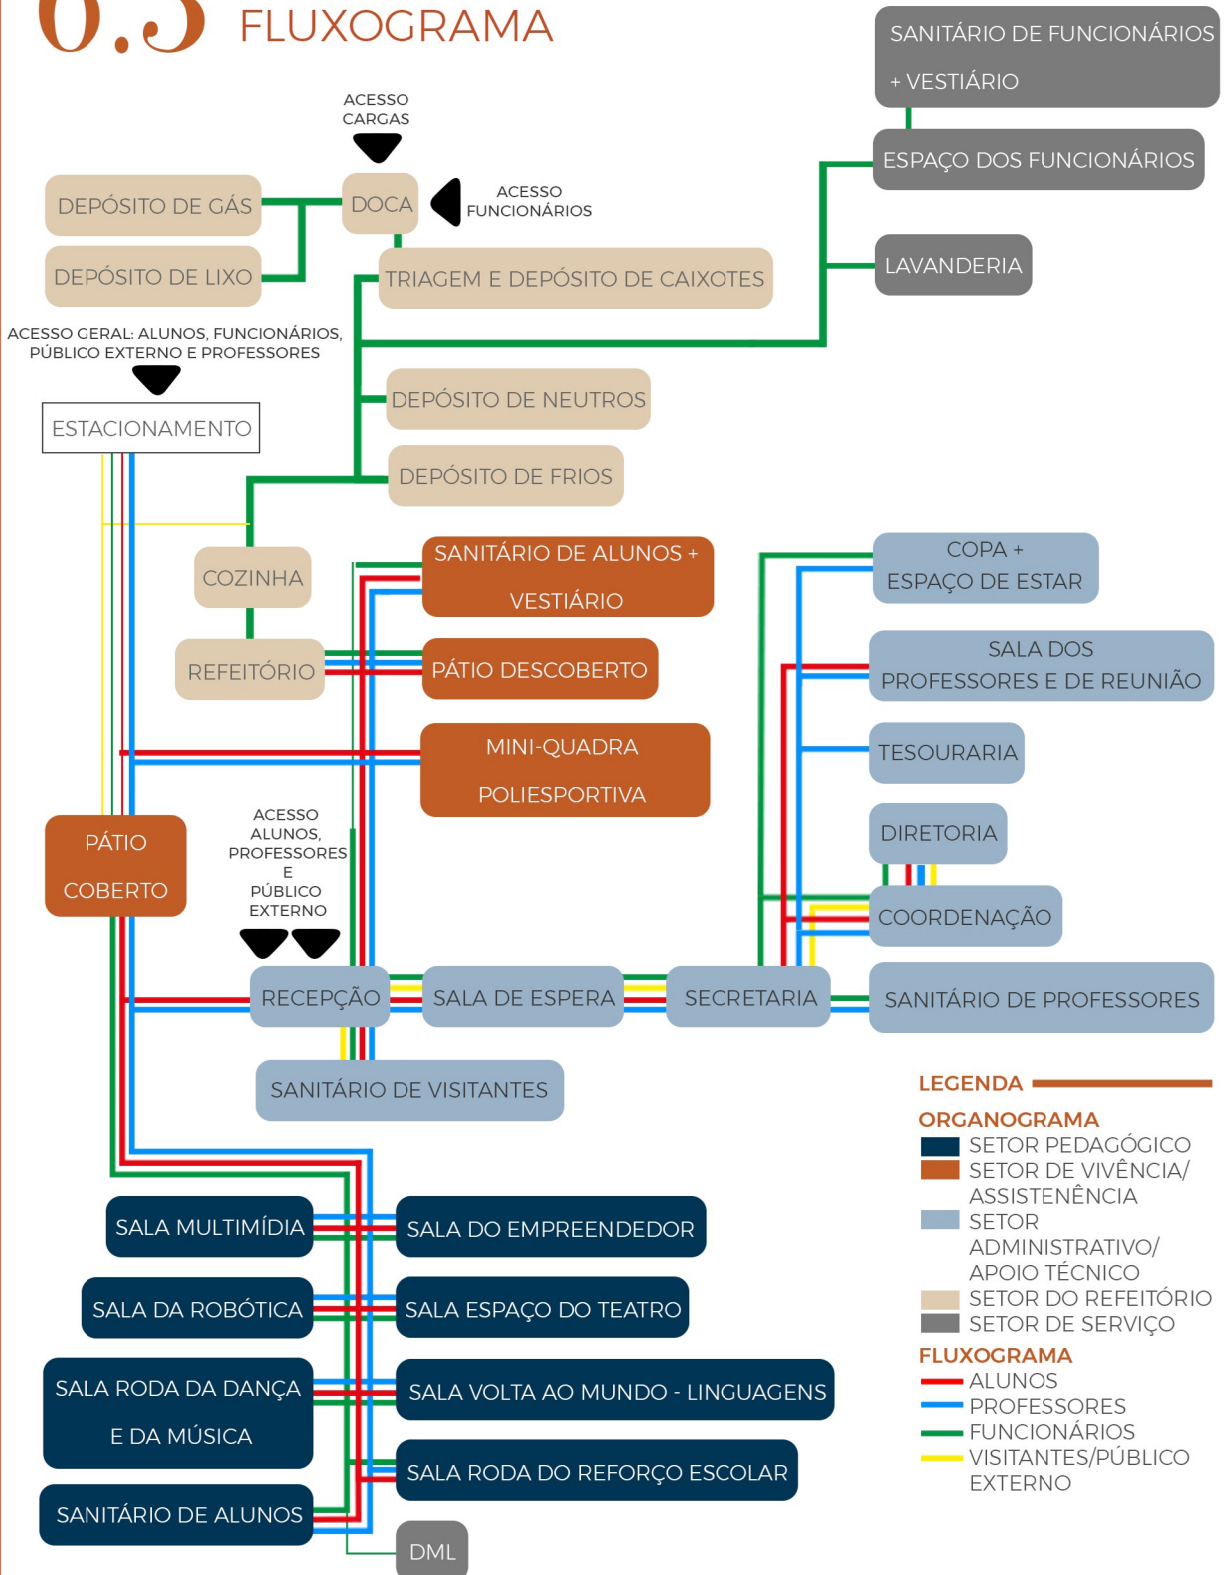 6.3
FLUXOGRAMA
SANITÁRIO DE FUNCIONÁRIOS
+ VESTIÁRIO
ACESSO
CARGAS
ESPAÇO DOS FUNCIONÁRIOS
DEPÓSITO DE GÁS
DOCA
ACESSO
FUNCIONÁRIOS
DEPÓSITO DE LIXO
TRIAGEM E DEPÓSITO DE CAIXOTES
LAVANDERIA
ACESSO GERAL: ALUNOS, FUNCIONÁRIOS,
PÚBLICO EXTERNO E PROFESSORES
ESTACIONAMENTO
DEPÓSITO DE NEUTROS
DEPÓSITO DE FRIOS
COZINHA
SANITÁRIO DE ALUNOS +
VESTIÁRIO
COPA +
ESPAÇO DE ESTAR
REFEITÓRIO
PÁTIO DESCOBERTO
SALA DOS
PROFESSORES E DE REUNIÃO
MINI-QUADRA
POLIESPORTIVA
TESOURARIA
PÁTIO
COBERTO
ACESSO
ALUNOS,
PROFESSORES
E
PÚBLICO
EXTERNO
DIRETORIA
COORDENAÇÃO
RECEPÇÃO
SALA DE ESPERA
SECRETARIA
SANITÁRIO DE PROFESSORES
SANITÁRIO DE VISITANTES
SALA MULTIMÍDIA
SALA DO EMPREENDEDOR
SALA DA ROBÓTICA
SALA ESPAÇO DO TEATRO
SALA RODA DA DANÇA
E DA MÚSICA
SALA VOLTA AO MUNDO - LINGUAGENS
SALA RODA DO REFORÇO ESCOLAR
SANITÁRIO DE ALUNOS
DML
LEGENDA
ORGANOGRAMA
SETOR PEDAGÓGICO
SETOR DE VIVÊNCIA/
ASSISTENÊNCIA
SETOR
ADMINISTRATIVO/
APOIO TÉCNICO
SETOR DO REFEITÓRIO
SETOR DE SERVIÇO
FLUXOGRAMA
ALUNOS
PROFESSORES
FUNCIONÁRIOS
VISITANTES/PÚBLICO
EXTERNO